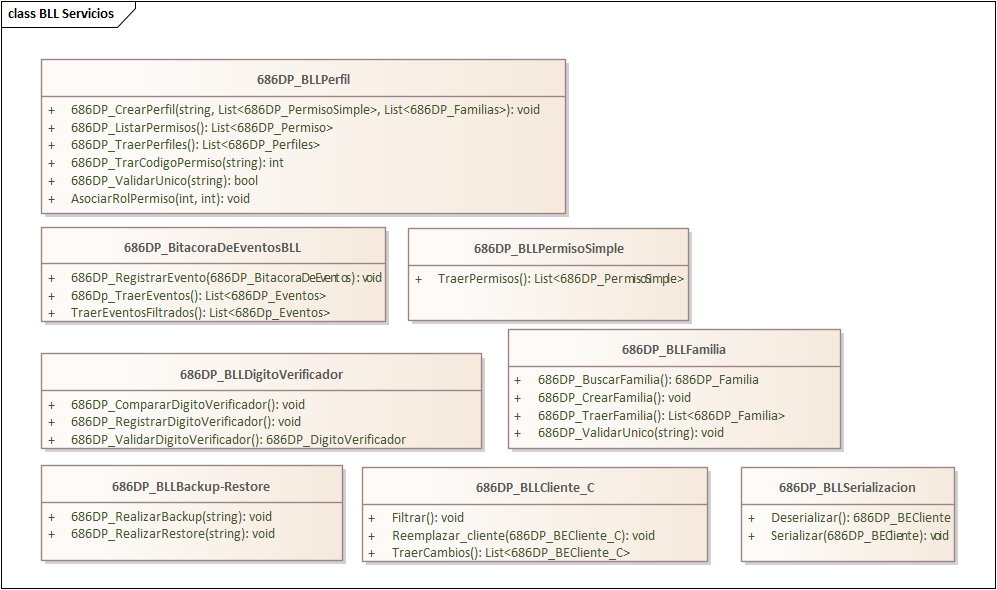 class BLL Servicios
686DP_BLLPerfil
+ 686DP_CrearPerfil(string, List<686DP_PermisoSimple>, List<686DP_Familias>): void
+ 686DP_ListarPermisos(): List<686DP_Permiso>
+ 686DP_TraerPerfiles(): List<686DP_Perfiles>
+ 686DP_TrarCodigoPermiso(string): int
+ 686DP_ValidarUnico(string): bool
+ AsociarRolPermiso(int, int): void
686DP_BitacoraDeEventosBLL
+ 686DP_RegistrarEvento(686DP_BitacoraDeEventos): void
+ 686Dp_TraerEventos(): List<686DP_Eventos>
+ TraerEventosFiltrados(): List<686Dp_Eventos>
686DP_BLLPermisoSimple
+ TraerPermisos(): List<686DP_PermisoSimple>
686DP_BLLDigitoVerificador
+ 686DP_CompararDigitoVerificador(): void
+ 686DP_RegistrarDigitoVerificador(): void
+ 686DP_ValidarDigitoVerificador(): 686DP_DigitoVerificador
686DP_BLLFamilia
+ 686DP_BuscarFamilia(): 686DP_Familia
+ 686DP_CrearFamilia(): void
+ 686DP_TraerFamilia(): List<686DP_Familia>
+ 686DP_ValidarUnico(string): void
686DP_BLLBackup-Restore
+ 686DP_RealizarBackup(string): void
+ 686DP_RealizarRestore(string): void
686DP_BLLCliente_C
+ Filtrar(): void
+ Reemplazar_cliente(686DP_BECliente_C): void
+ TraerCambios(): List<686DP_BECliente_C>
686DP_BLLSerializacion
+ Deserializar(): 686DP_BECliente
+ Serializar(686DP_BECliente): void